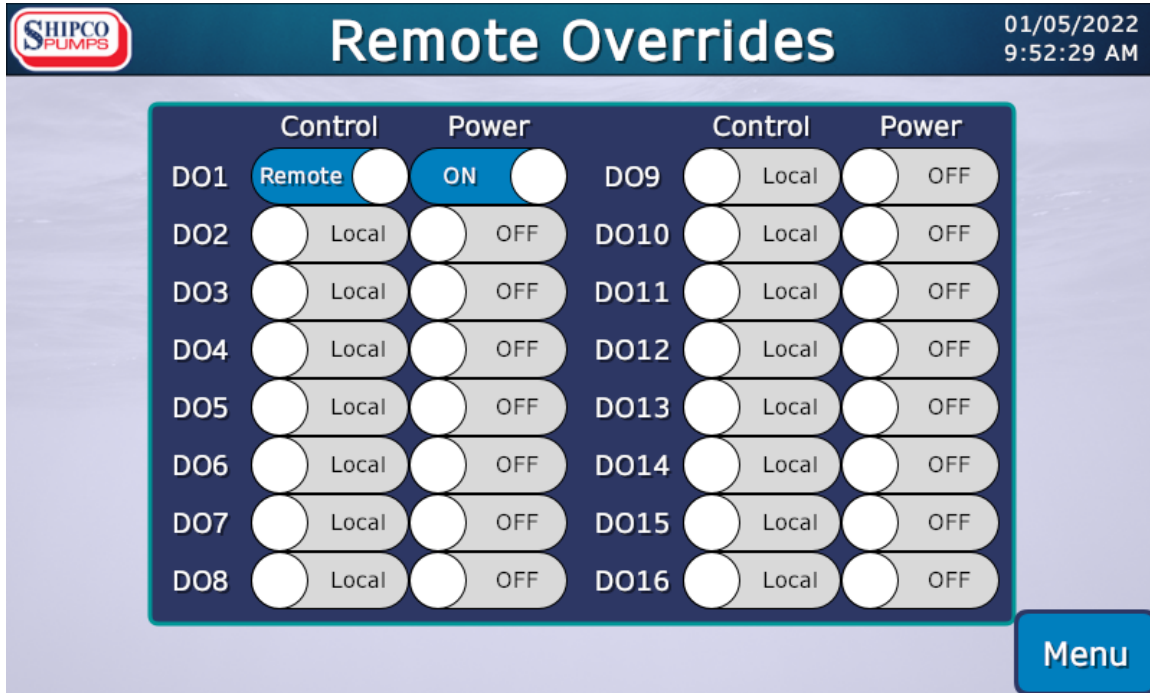 SHIPCO
PUMPS
Remote Overrides
01/05/2022
9:52:29 AM
Control Power Control Power
DO1 Remote ON DO9 Local OFF
DO2 Local OFF DO10 Local OFF
DO3 Local OFF DO11 Local OFF
DO4 Local OFF DO12 Local OFF
DO5 Local OFF DO13 Local OFF
DO6 Local OFF DO14 Local OFF
DO7 Local OFF DO15 Local OFF
DO8 Local OFF DO16 Local OFF
Menu